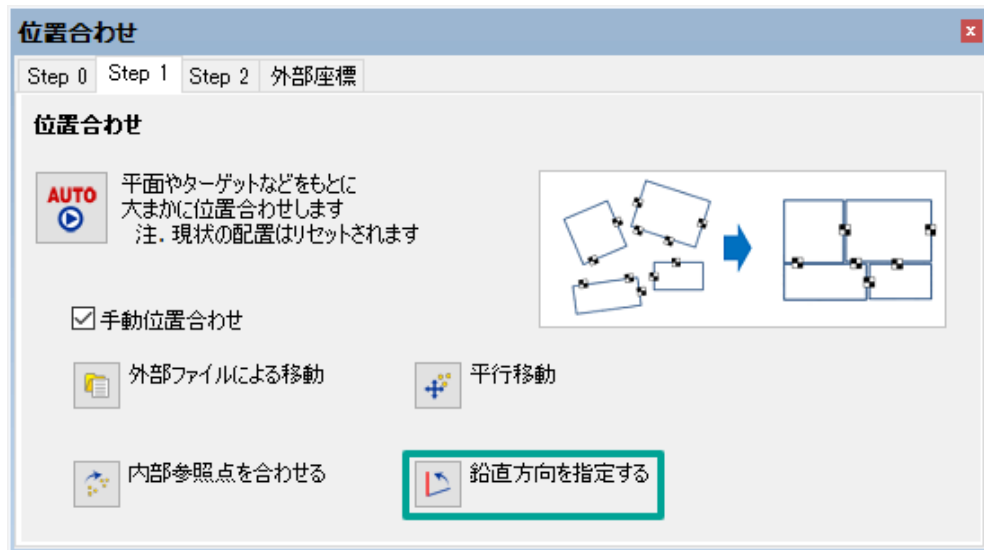 位置合わせ
x
Step 0 Step 1 Step 2 外部座標
位置合わせ
AUTO
平面やターゲットなどをもとに
大まかに位置合わせします
注．現状の配置はリセットされます
手動位置合わせ
外部ファイルによる移動
平行移動
内部参照点を合わせる
鉛直方向を指定する